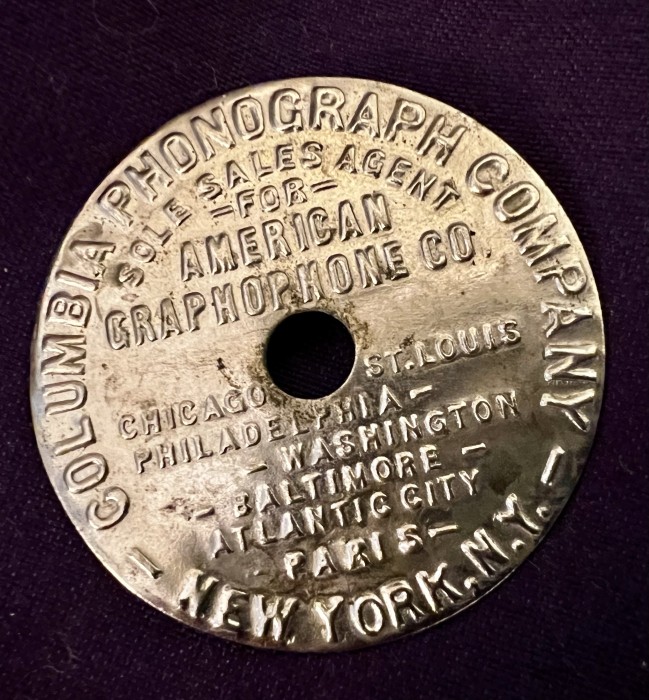 COLUMBIA PHONOGRAPH COMPANY
SOLE SALES AGENT
-FOR-
AMERICAN
GRAPHOPHONE CO
CHICAGO ST. LOUIS
PHILADELPHIA-
- WASHINGTON
- BALTIMORE -
ATLANTIC CITY
- PARIS -
- NEW YORK. N.Y. -